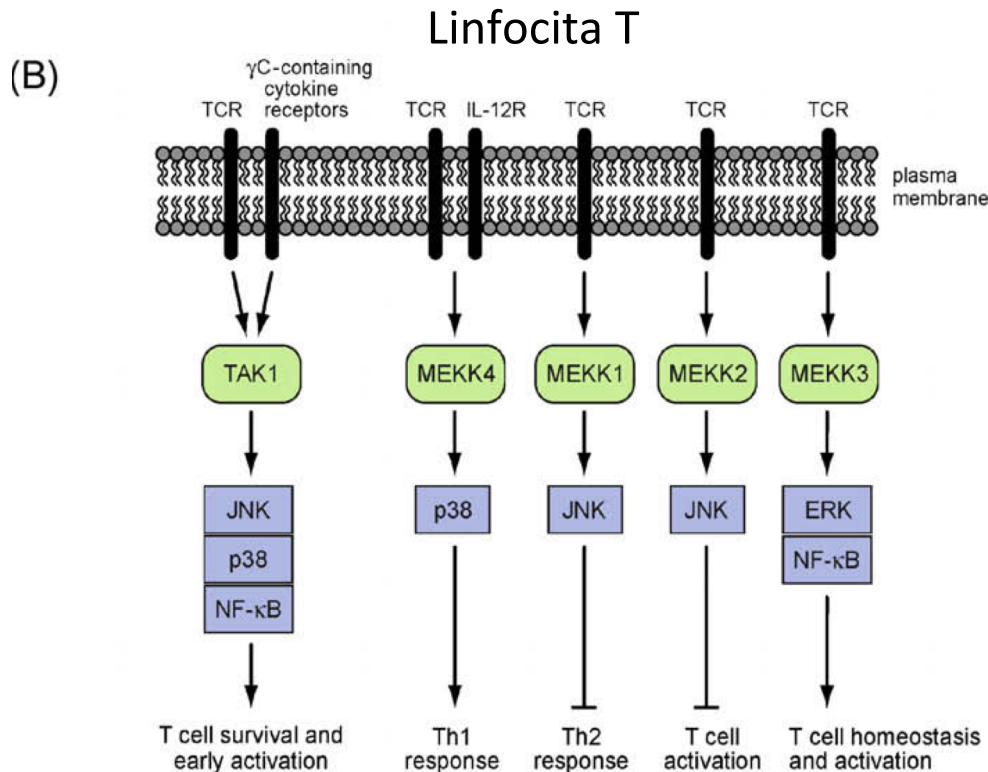 Linfocita T
(B)
γC-containing
cytokine
receptors
TCR
TCR
IL-12R
TCR
TCR
TCR
plasma
membrane
TAK1
MEKK4
MEKK1
MEKK2
MEKK3
JNK
p38
JNK
JNK
ERK
p38
NF-κB
NF-κB
T cell survival and
early activation
Th1
response
Th2
response
T cell
activation
T cell homeostasis
and activation